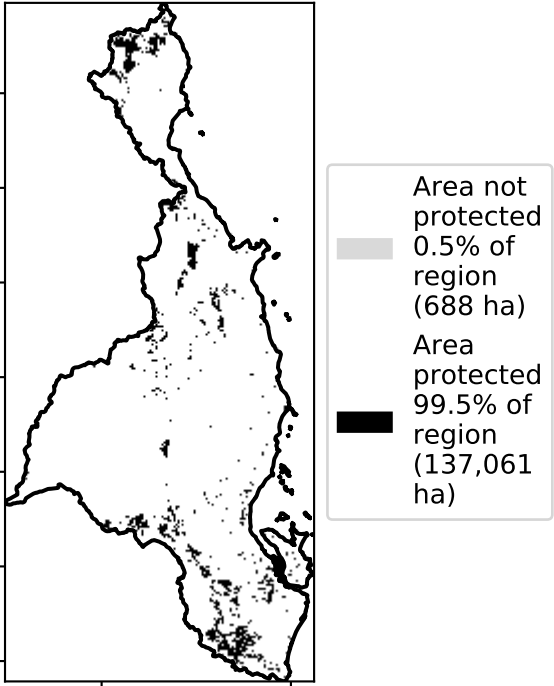 Area not
protected
0.5% of
region
(688 ha)
Area
protected
99.5% of
region
(137,061
ha)